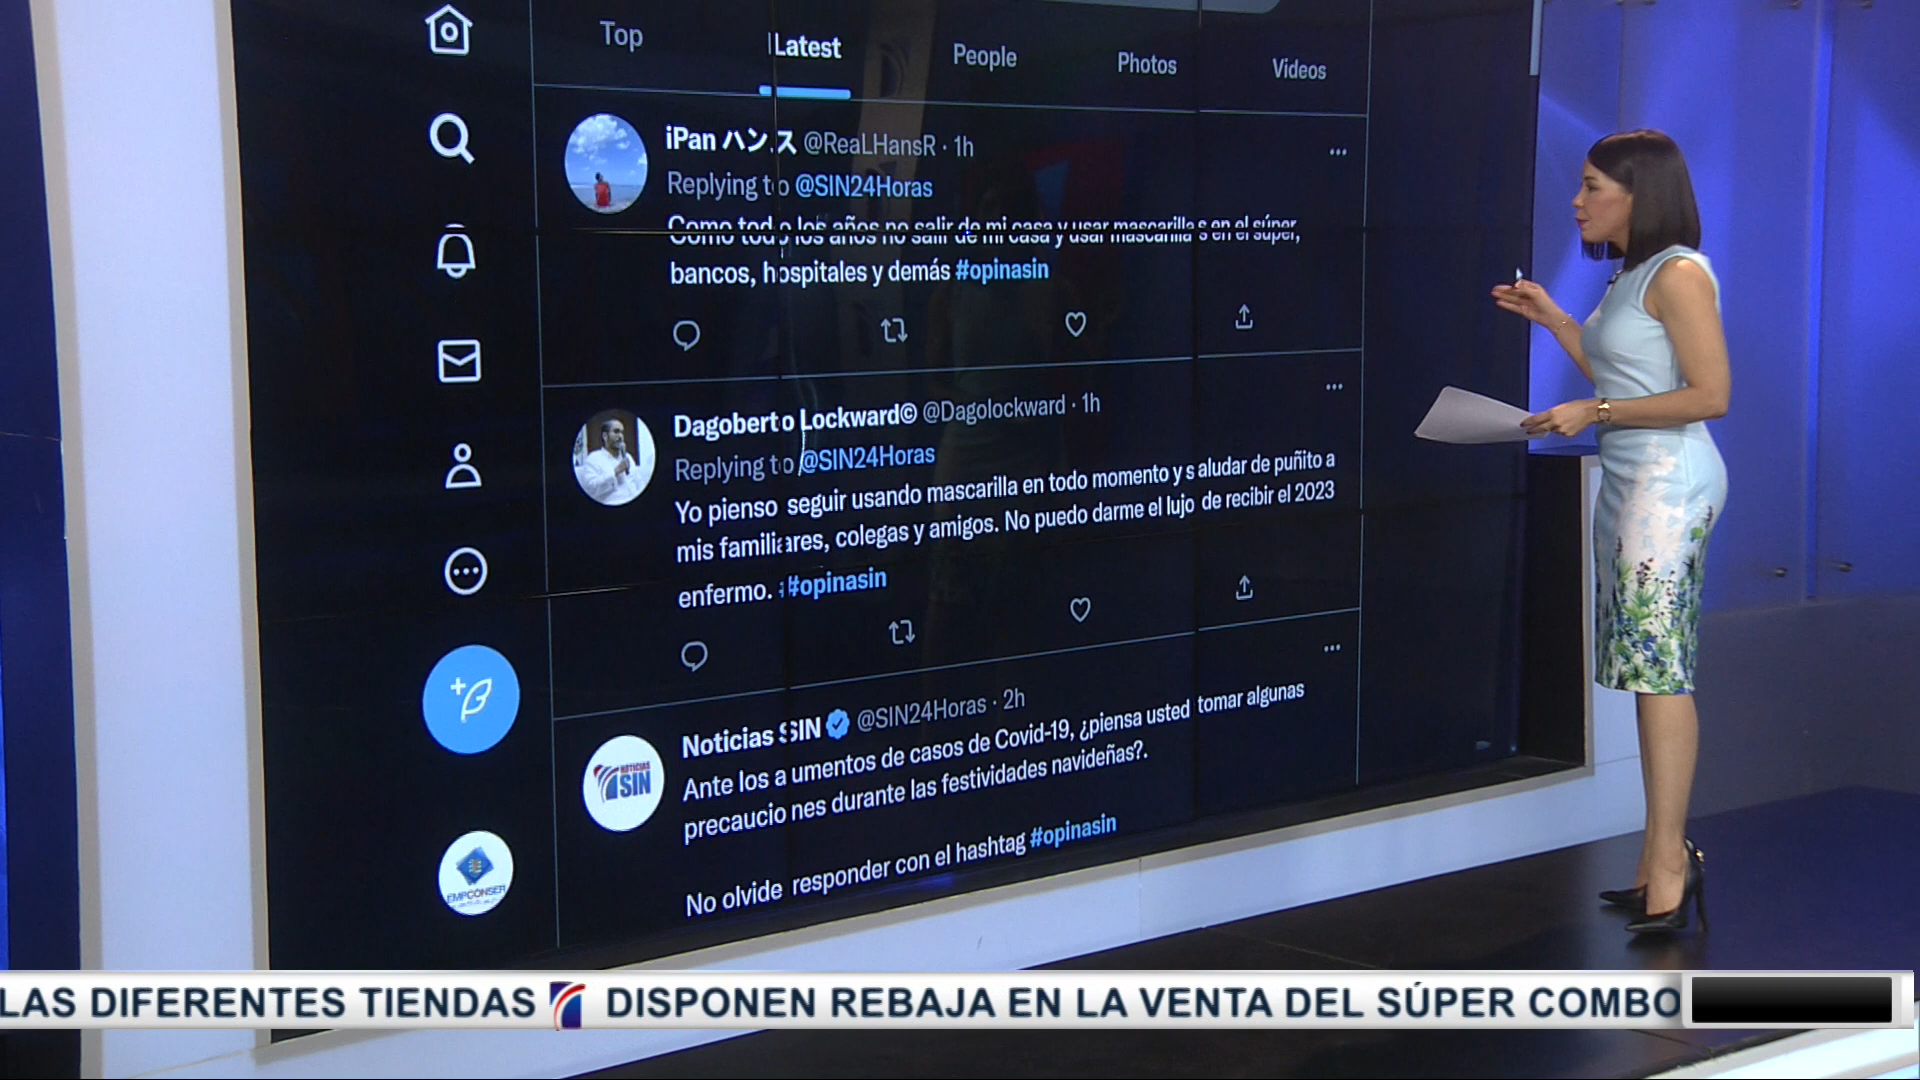 Top
Latest
People
Photos
Videos
iPan ハンス @ReaLHansR · 1h
Replying to @SIN24Horas
Como todo los años no salir de mi casa y usar mascarillas en el súper,
bancos, hospitales y demás #opinasin
Dagoberto Lockward© @Dagolockward · 1h
Replying to @SIN24Horas
Yo pienso seguir usando mascarilla en todo momento y saludar de puñito a
mis familiares, colegas y amigos. No puedo darme el lujo de recibir el 2023
enfermo. #opinasin
Noticias SIN @SIN24Horas · 2h
Ante los aumentos de casos de Covid-19, ¿piensa usted tomar algunas
precauciones durante las festividades navideñas?.
No olvide responder con el hashtag #opinasin
NOTICIAS
SIN
EMPCONSER
LAS DIFERENTES TIENDAS DISPONEN REBAJA EN LA VENTA DEL SÚPER COMBO